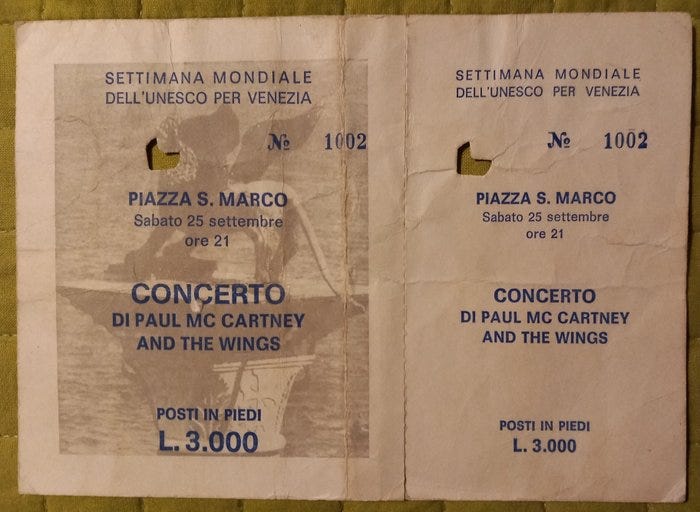 SETTIMANA MONDIALE
DELL'UNESCO PER VENEZIA
№ 1002
PIAZZA S. MARCO
Sabato 25 settembre
ore 21
CONCERTO
DI PAUL MC CARTNEY
AND THE WINGS
POSTI IN PIEDI
L. 3.000
SETTIMANA MONDIALE
DELL'UNESCO PER VENEZIA
№ 1002
PIAZZA S. MARCO
Sabato 25 settembre
ore 21
CONCERTO
DI PAUL MC CARTNEY
AND THE WINGS
POSTI IN PIEDI
L. 3.000